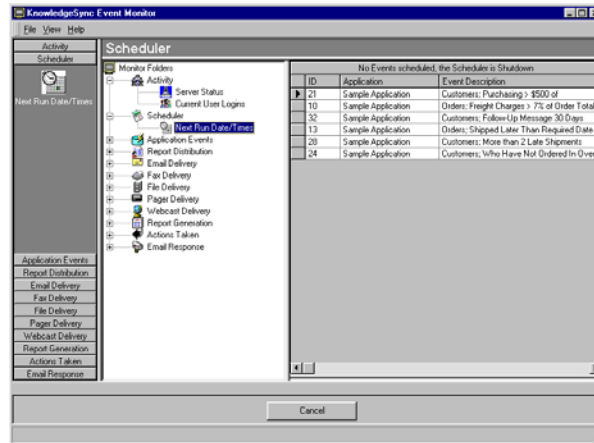 KnowledgeSync Event Monitor
File View Help
Activity
Scheduler
Next Run Date/Times
Application Events
Report Distribution
Email Delivery
Fax Delivery
File Delivery
Pager Delivery
Webcast Delivery
Report Generation
Actions Taken
Email Response
Scheduler
Monitor Folders
Activity
Server Status
Current User Logins
Scheduler
Next Run Date/Times
Application Events
Report Distribution
Email Delivery
Fax Delivery
File Delivery
Pager Delivery
Webcast Delivery
Report Generation
Actions Taken
Email Response
No Events scheduled, the Scheduler is Shutdown
ID Application Event Description
21 Sample Application Customers; Purchasing > $500 of
10 Sample Application Orders; Freight Charges > 7% of Order Total
32 Sample Application Customers; Follow-Up Message 30 Days
13 Sample Application Orders; Shipped Later Than Required Date
28 Sample Application Customers; More than 2 Late Shipments
24 Sample Application Customers; Who Have Not Ordered In Over
Cancel